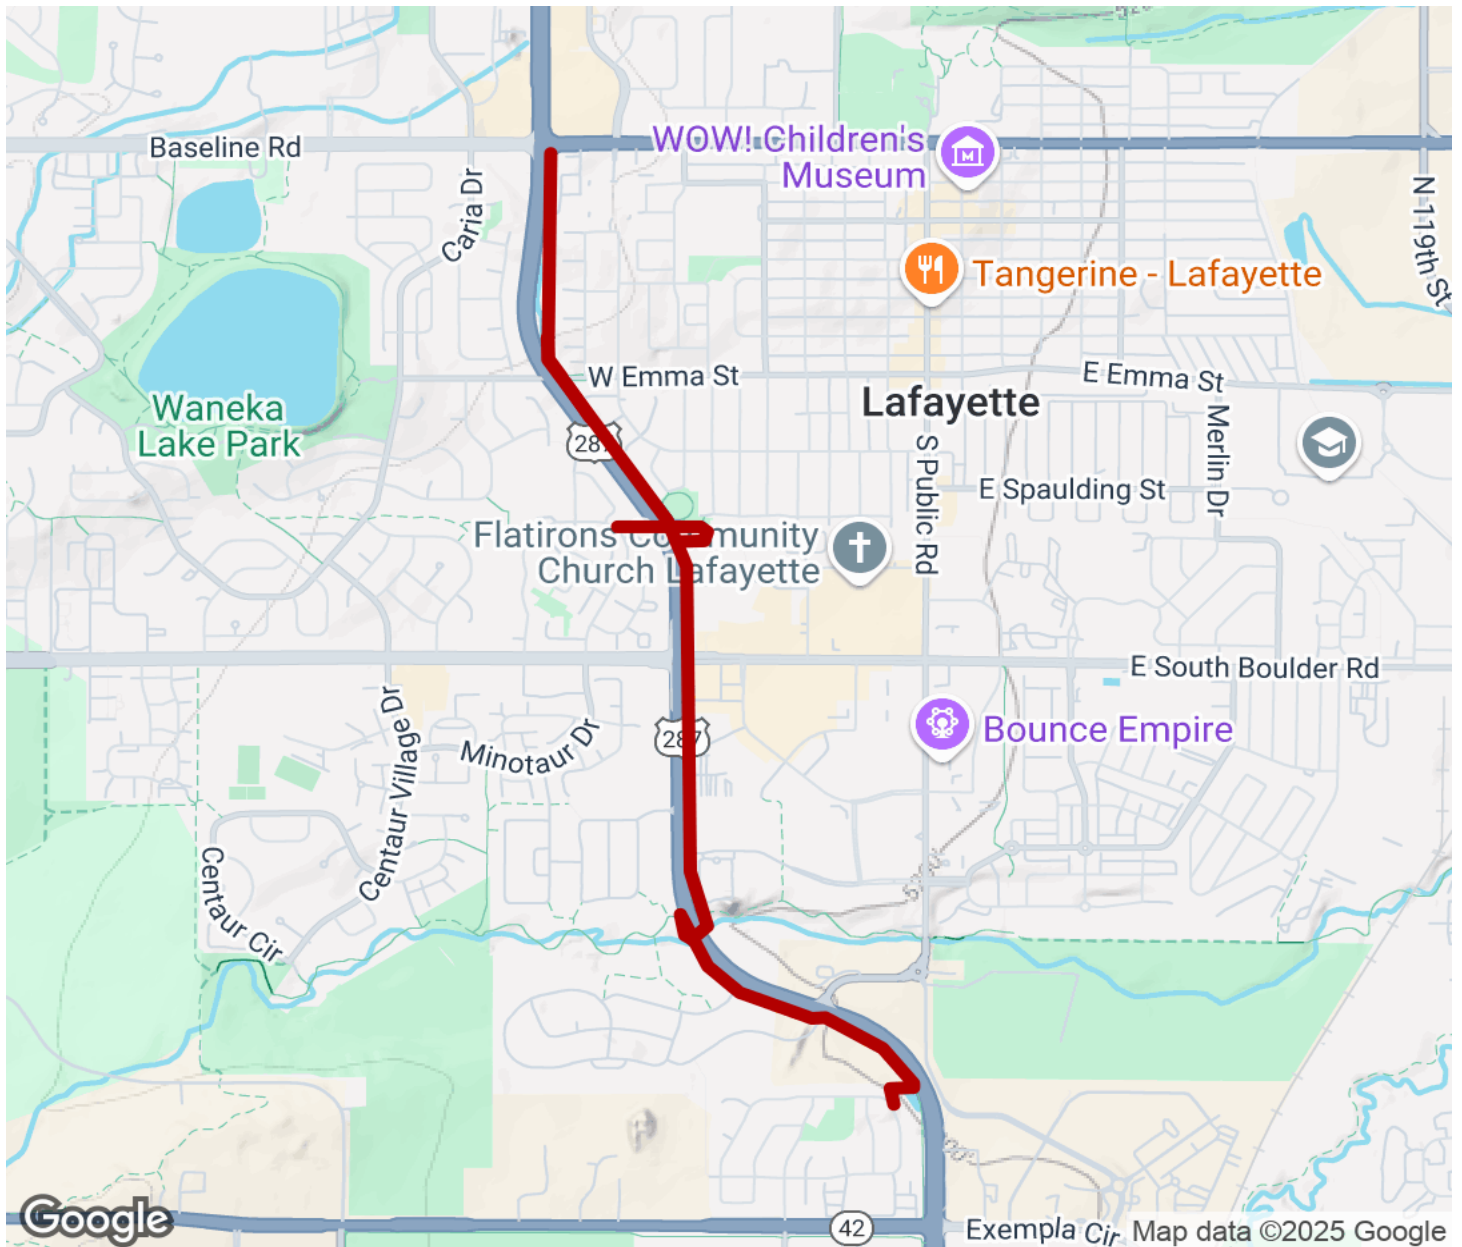 Baseline Rd
WOW! Children's
Museum
Caria Dr
N 119th St
Tangerine - Lafayette
W Emma St
E Emma St
Waneka
Lake Park
Lafayette
287
Merlin Dr
S Public Rd
E Spaulding St
Flatirons Community
Church Lafayette
E South Boulder Rd
Centaur Village Dr
Minotaur Dr
287
Bounce Empire
Centaur Cir
Google
42
Exempla Cir
Map data ©2025 Google